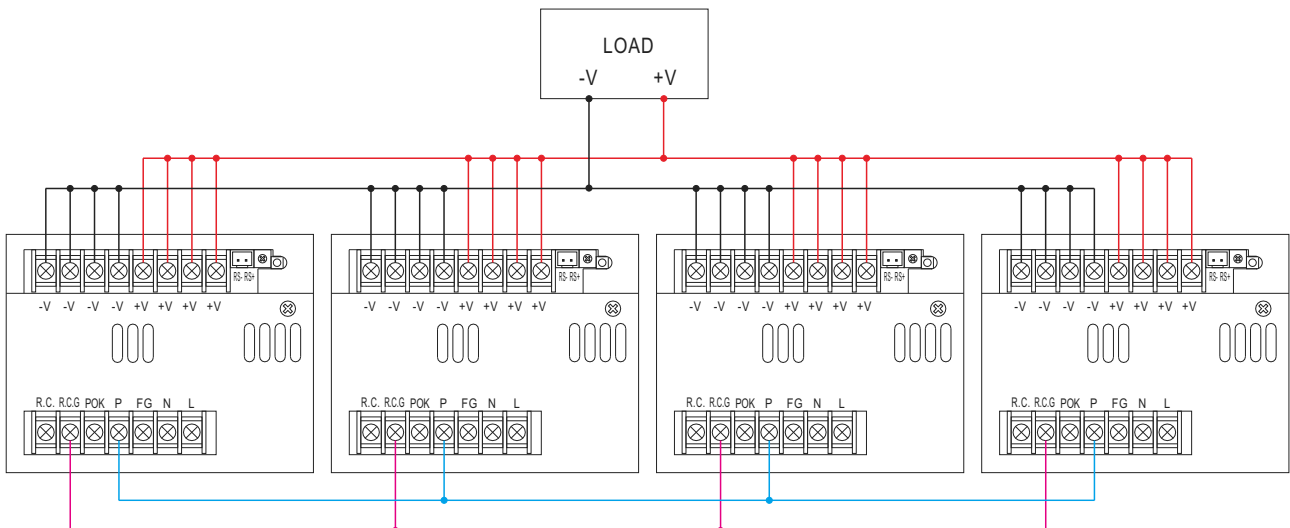 LOAD
-V +V
RS- RS+ RS- RS+ RS- RS+ RS- RS+
-V -V -V -V +V +V +V +V -V -V -V -V +V +V +V +V -V -V -V -V +V +V +V +V -V -V -V -V +V +V +V +V
R.C. R.C.G POK P FG N L R.C. R.C.G POK P FG N L R.C. R.C.G POK P FG N L R.C. R.C.G POK P FG N L